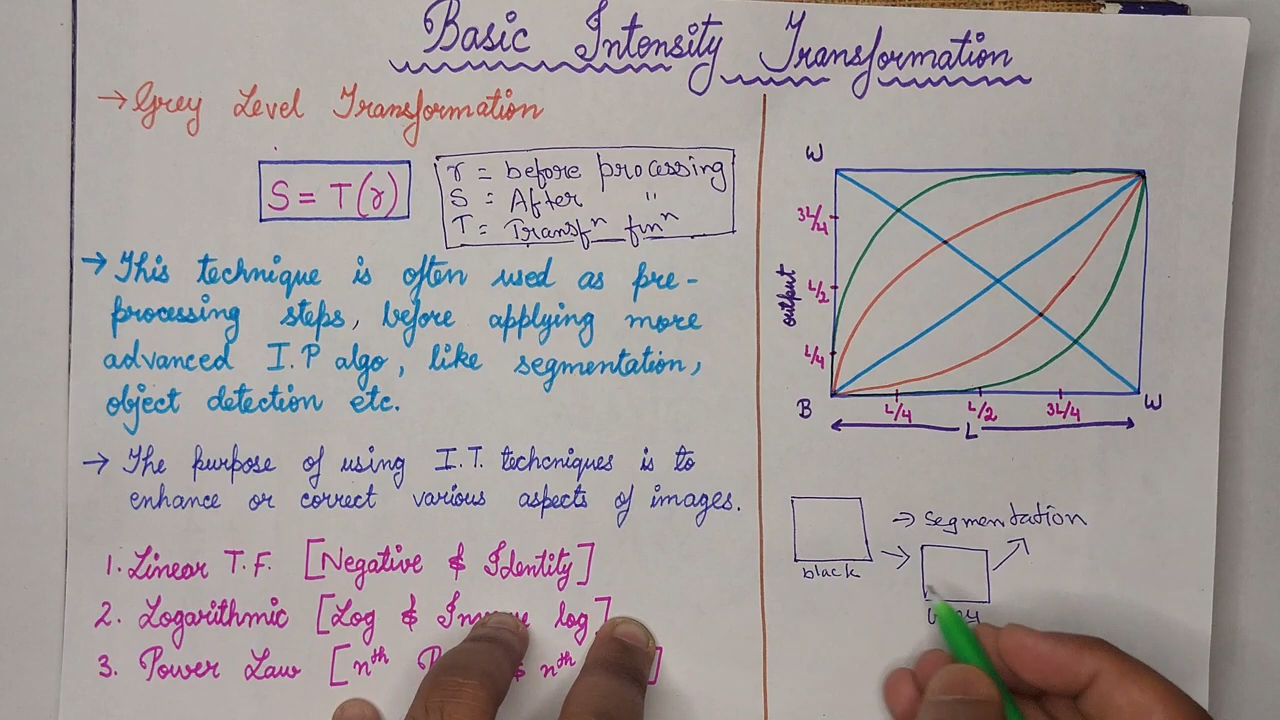 Basic Intensity Transformation
→ Grey Level Transformation
S = T(r)
r = before processing
S = After "
T = Transfⁿ funⁿ
→ This technique is often used as pre-
processing steps, before applying more
advanced I.P algo, like segmentation,
object detection etc.
→ The purpose of using I.T. techcniques is to
enhance or correct various aspects of images.
1. Linear T.F. [Negative & Identity]
2. Logarithmic [Log & log]
3. Power Law [nᵗʰ & nᵗʰ ]
W
3L/4
L/2
L/4
output
B
L/4 L/2 3L/4 W
L
→ segmentation
black →